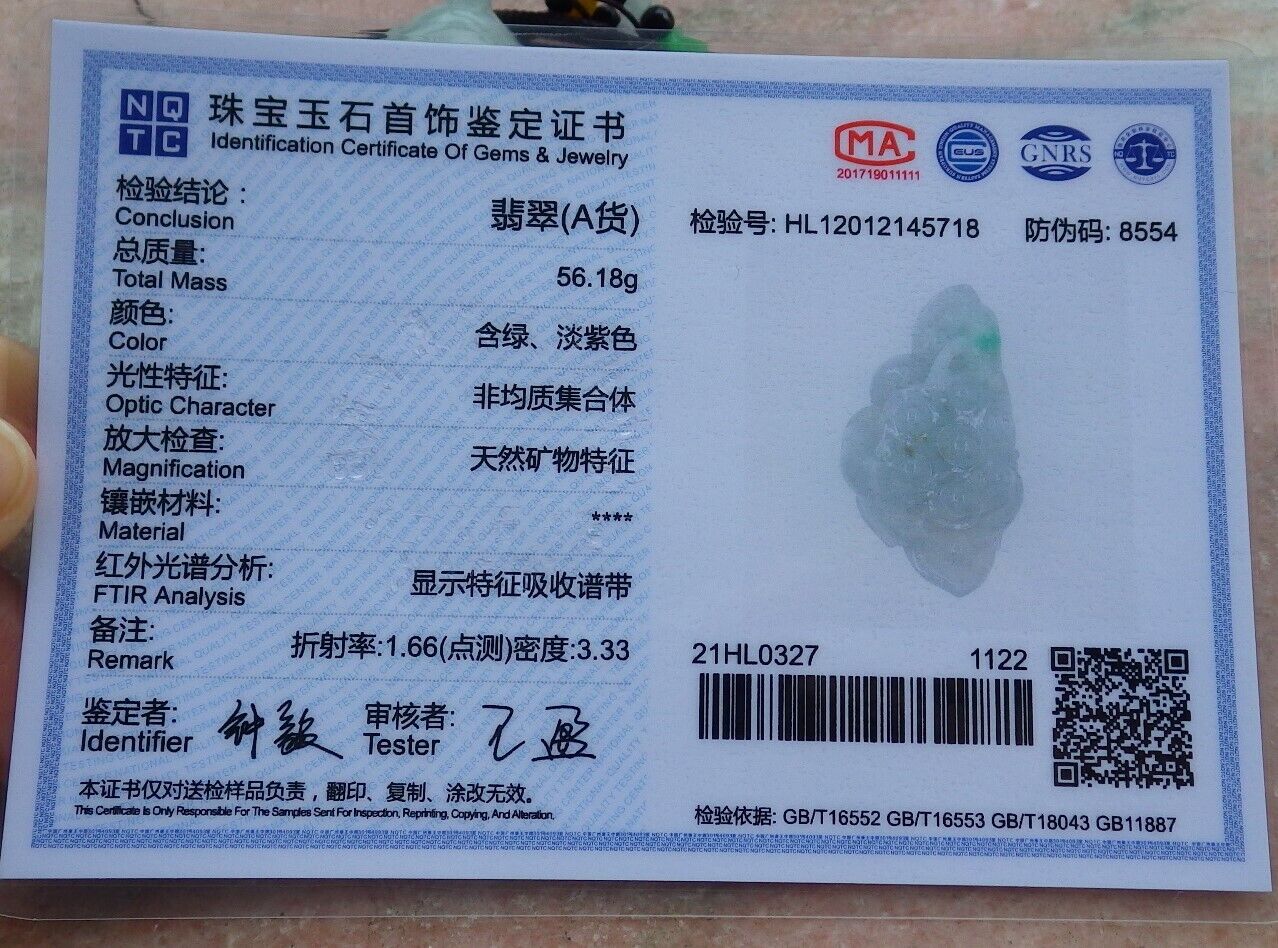 NQ
TC
珠宝玉石首饰鉴定证书
Identification Certificate Of Gems & Jewelry
检验结论：
Conclusion
翡翠(A货)
总质量:
Total Mass
56.18g
颜色:
Color
含绿、淡紫色
光性特征:
Optic Character
非均质集合体
放大检查:
Magnification
天然矿物特征
镶嵌材料:
Material
****
红外光谱分析:
FTIR Analysis
显示特征吸收谱带
备注:
Remark
折射率:1.66(点测)密度:3.33
鉴定者:
Identifier
审核者:
Tester
本证书仅对送检样品负责，翻印、复制、涂改无效。
This Certificate Is Only Responsible For The Samples Sent For Inspection, Reprinting, Copying, And Alteration.
MA
201719011111
EUS
GNRS
检验号: HL12012145718 防伪码: 8554
21HL0327 1122
检验依据: GB/T16552 GB/T16553 GB/T18043 GB11887